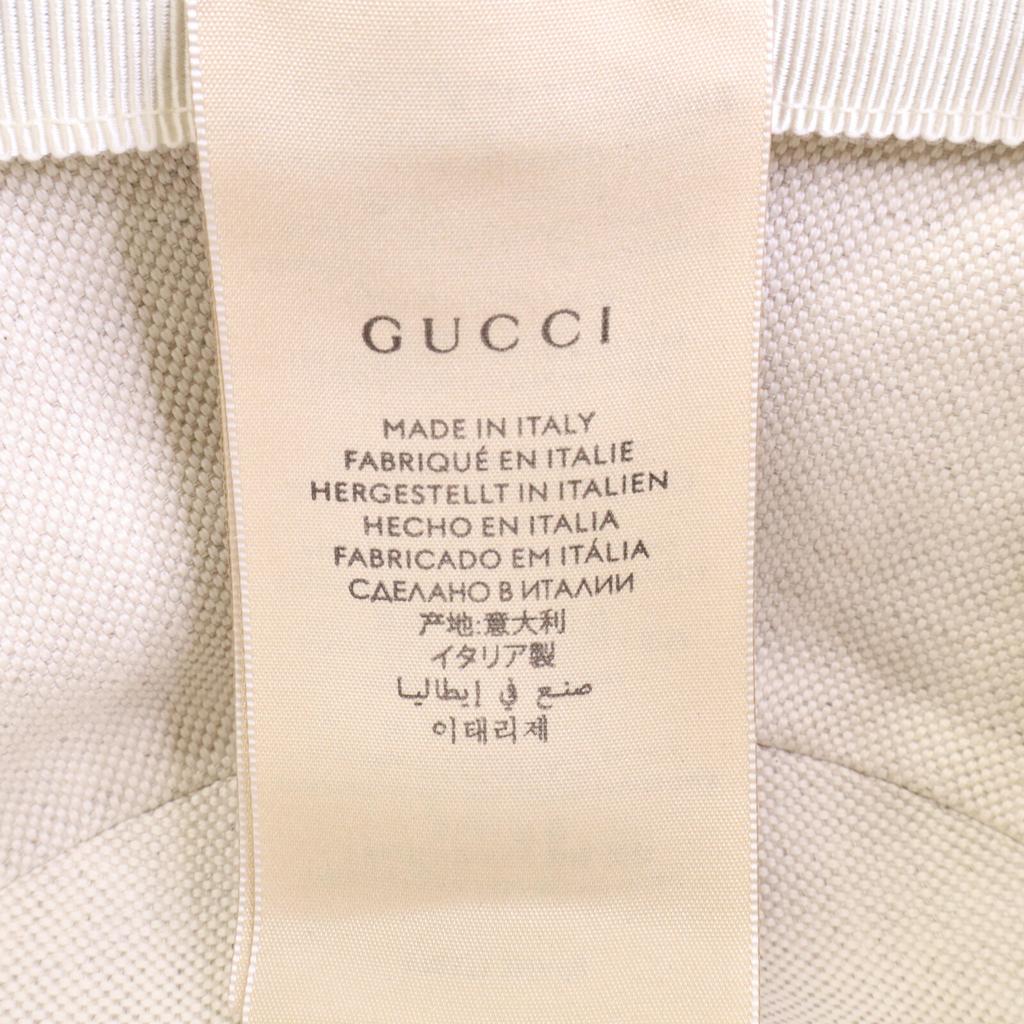 GUCCI
MADE IN ITALY
FABRIQUÉ EN ITALIE
HERGESTELLT IN ITALIEN
HECHO EN ITALIA
FABRICADO EM ITÁLIA
СДЕЛАНО В ИТАЛИИ
产地:意大利
イタリア製
صنع في إيطاليا
이태리제